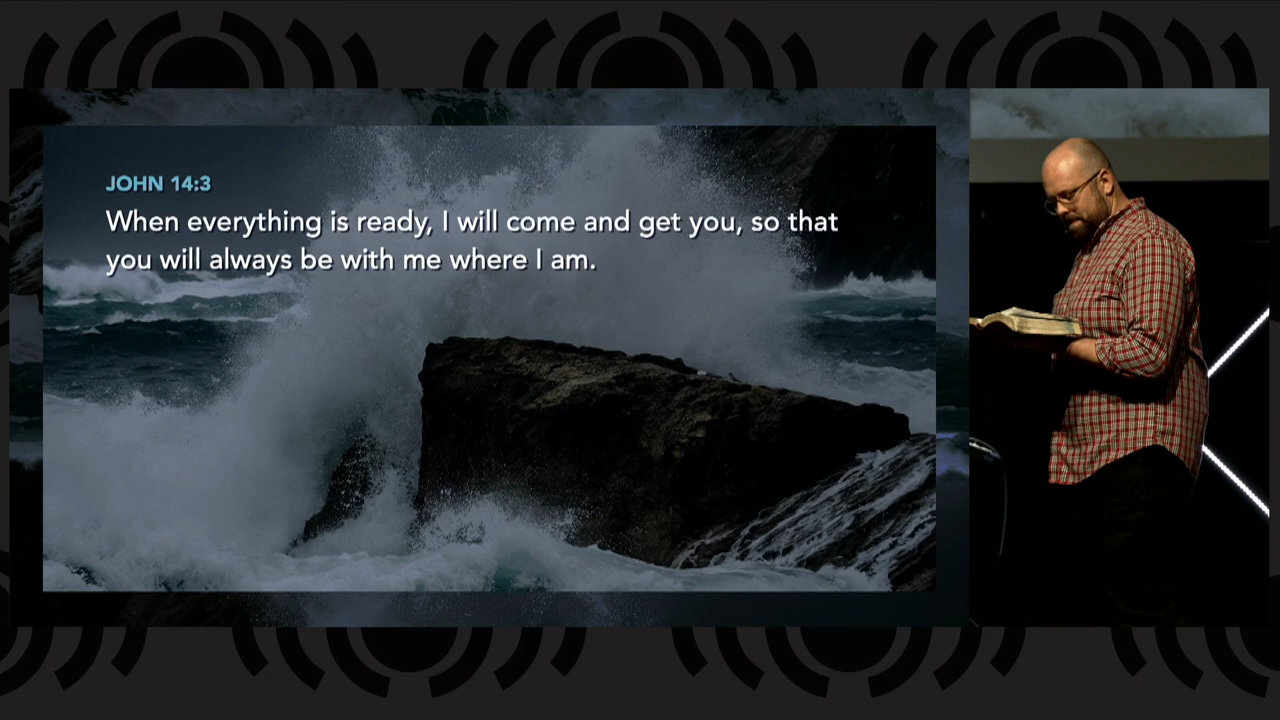 JOHN 14:3
When everything is ready, I will come and get you, so that
you will always be with me where I am.